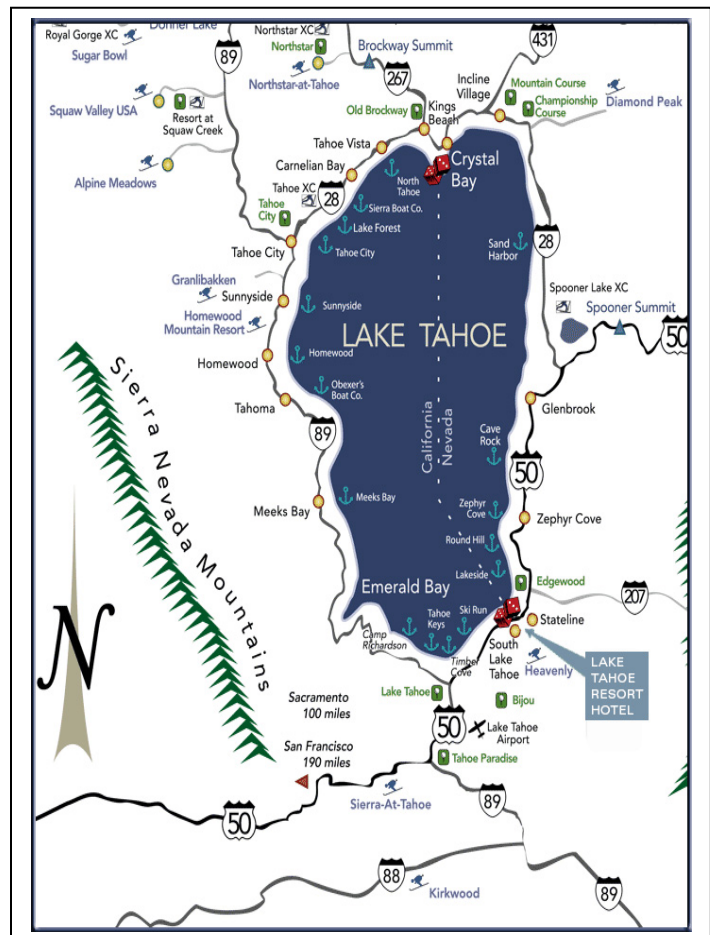 Donner Lake
Royal Gorge XC
Sugar Bowl
89
Northstar XC
Northstar
Northstar-at-Tahoe
Brockway Summit
267
431
Squaw Valley USA
Resort at
Squaw Creek
Alpine Meadows
Old Brockway
Kings
Beach
Incline
Village
Mountain Course
Championship
Course
Diamond Peak
Tahoe Vista
Carnelian Bay
Tahoe XC
28
Tahoe
City
Tahoe City
Crystal
Bay
North
Tahoe
Sierra Boat Co.
Lake Forest
Tahoe City
Sand
Harbor
28
Granlibakken
Sunnyside
Sunnyside
Homewood
Mountain Resort
LAKE TAHOE
Spooner Lake XC
Spooner Summit
50
Homewood
Homewood
Obexer's
Boat Co.
Tahoma
89
Glenbrook
California
Nevada
Cave
Rock
50
Sierra Nevada Mountains
Meeks Bay
Meeks Bay
Zephyr
Cove
Zephyr Cove
Round Hill
Lakeside
Edgewood
207
Emerald Bay
Tahoe
Keys
Ski Run
Camp
Richardson
Timber
Cove
South
Lake
Tahoe
Stateline
Heavenly
LAKE
TAHOE
RESORT
HOTEL
N
Lake Tahoe
Bijou
50
Lake Tahoe
Airport
Tahoe Paradise
Sacramento
100 miles
San Francisco
190 miles
Sierra-At-Tahoe
50
89
88
Kirkwood
89